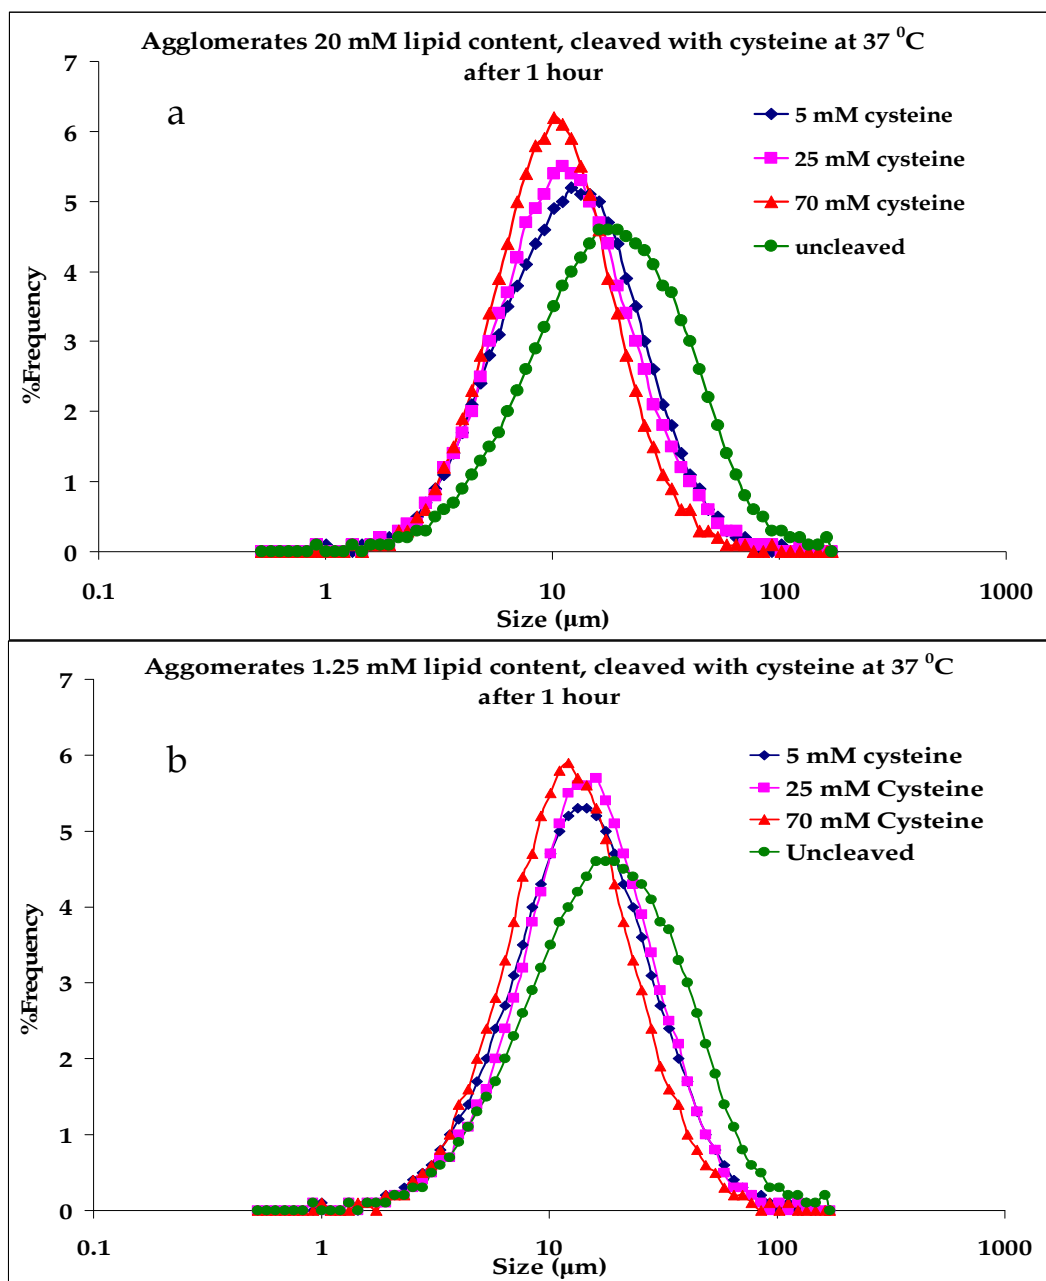 Agglomerates 20 mM lipid content, cleaved with cysteine at 37 ⁰C
after 1 hour
a
5 mM cysteine
25 mM cysteine
70 mM cysteine
uncleaved
%Frequency
7
6
5
4
3
2
1
0
0.1 1 10 100 1000
Size (µm)
Aggomerates 1.25 mM lipid content, cleaved with cysteine at 37 ⁰C
after 1 hour
b
5 mM cysteine
25 mM Cysteine
70 mM Cysteine
Uncleaved
%Frequency
7
6
5
4
3
2
1
0
0.1 1 10 100 1000
Size (µm)